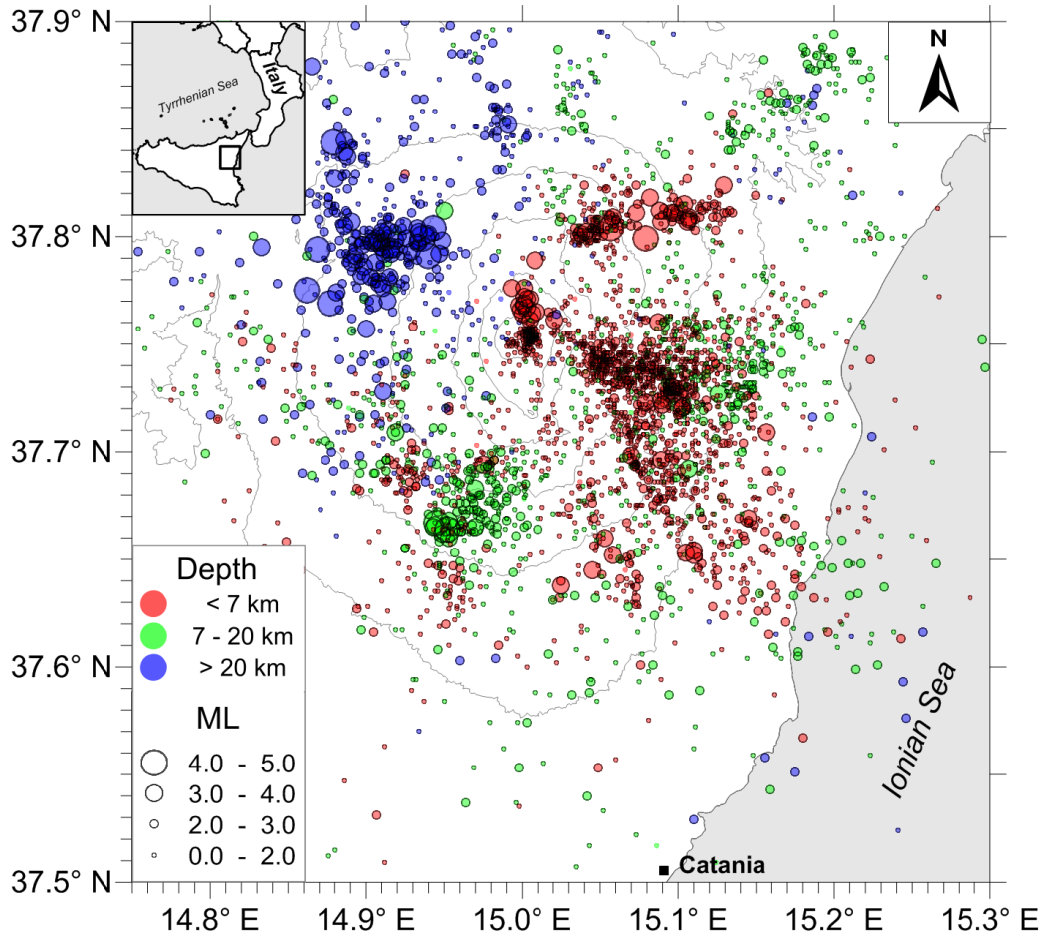 37.9° N
37.8° N
37.7° N
37.6° N
37.5° N
Tyrrhenian Sea
Italy
N
Depth
< 7 km
7 - 20 km
> 20 km
ML
4.0 - 5.0
3.0 - 4.0
2.0 - 3.0
0.0 - 2.0
Ionian Sea
Catania
14.8° E
14.9° E
15.0° E
15.1° E
15.2° E
15.3° E